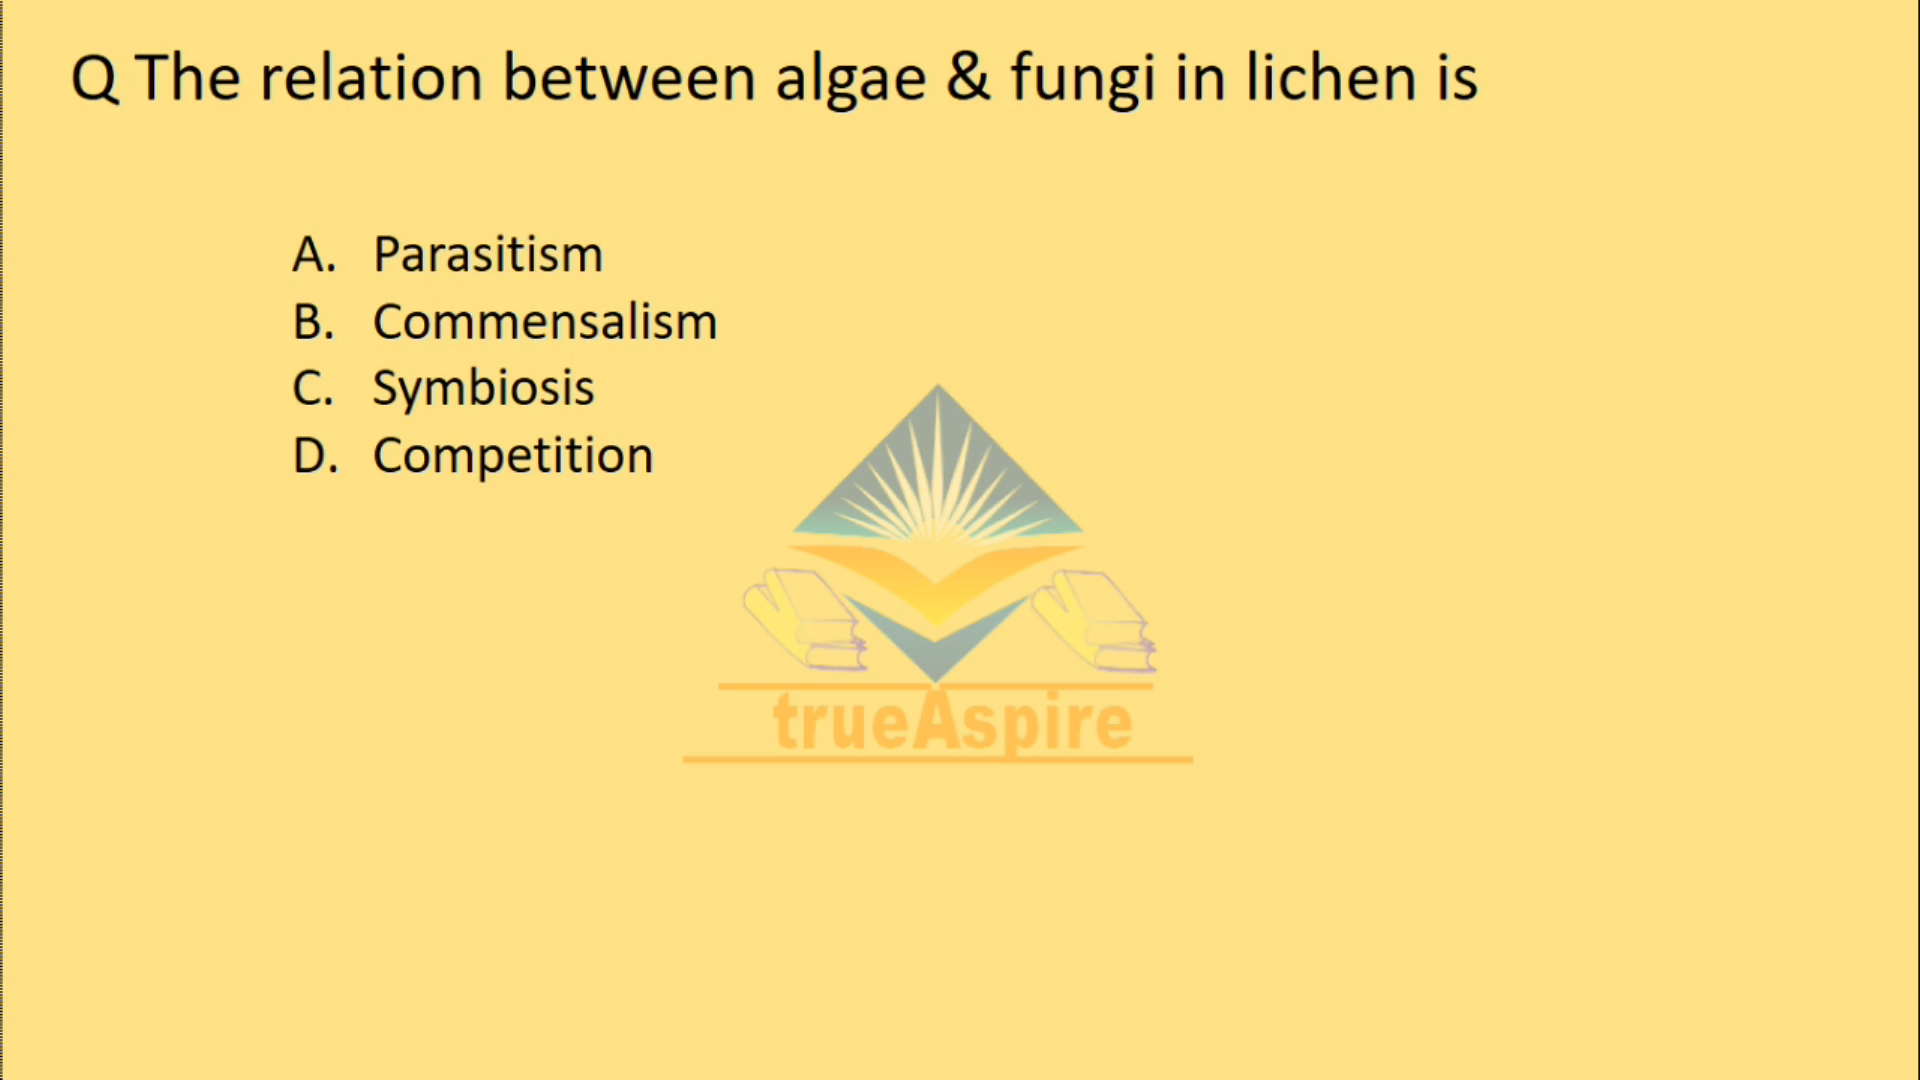 Q The relation between algae & fungi in lichen is
A. Parasitism
B. Commensalism
C. Symbiosis
D. Competition
trueAspire